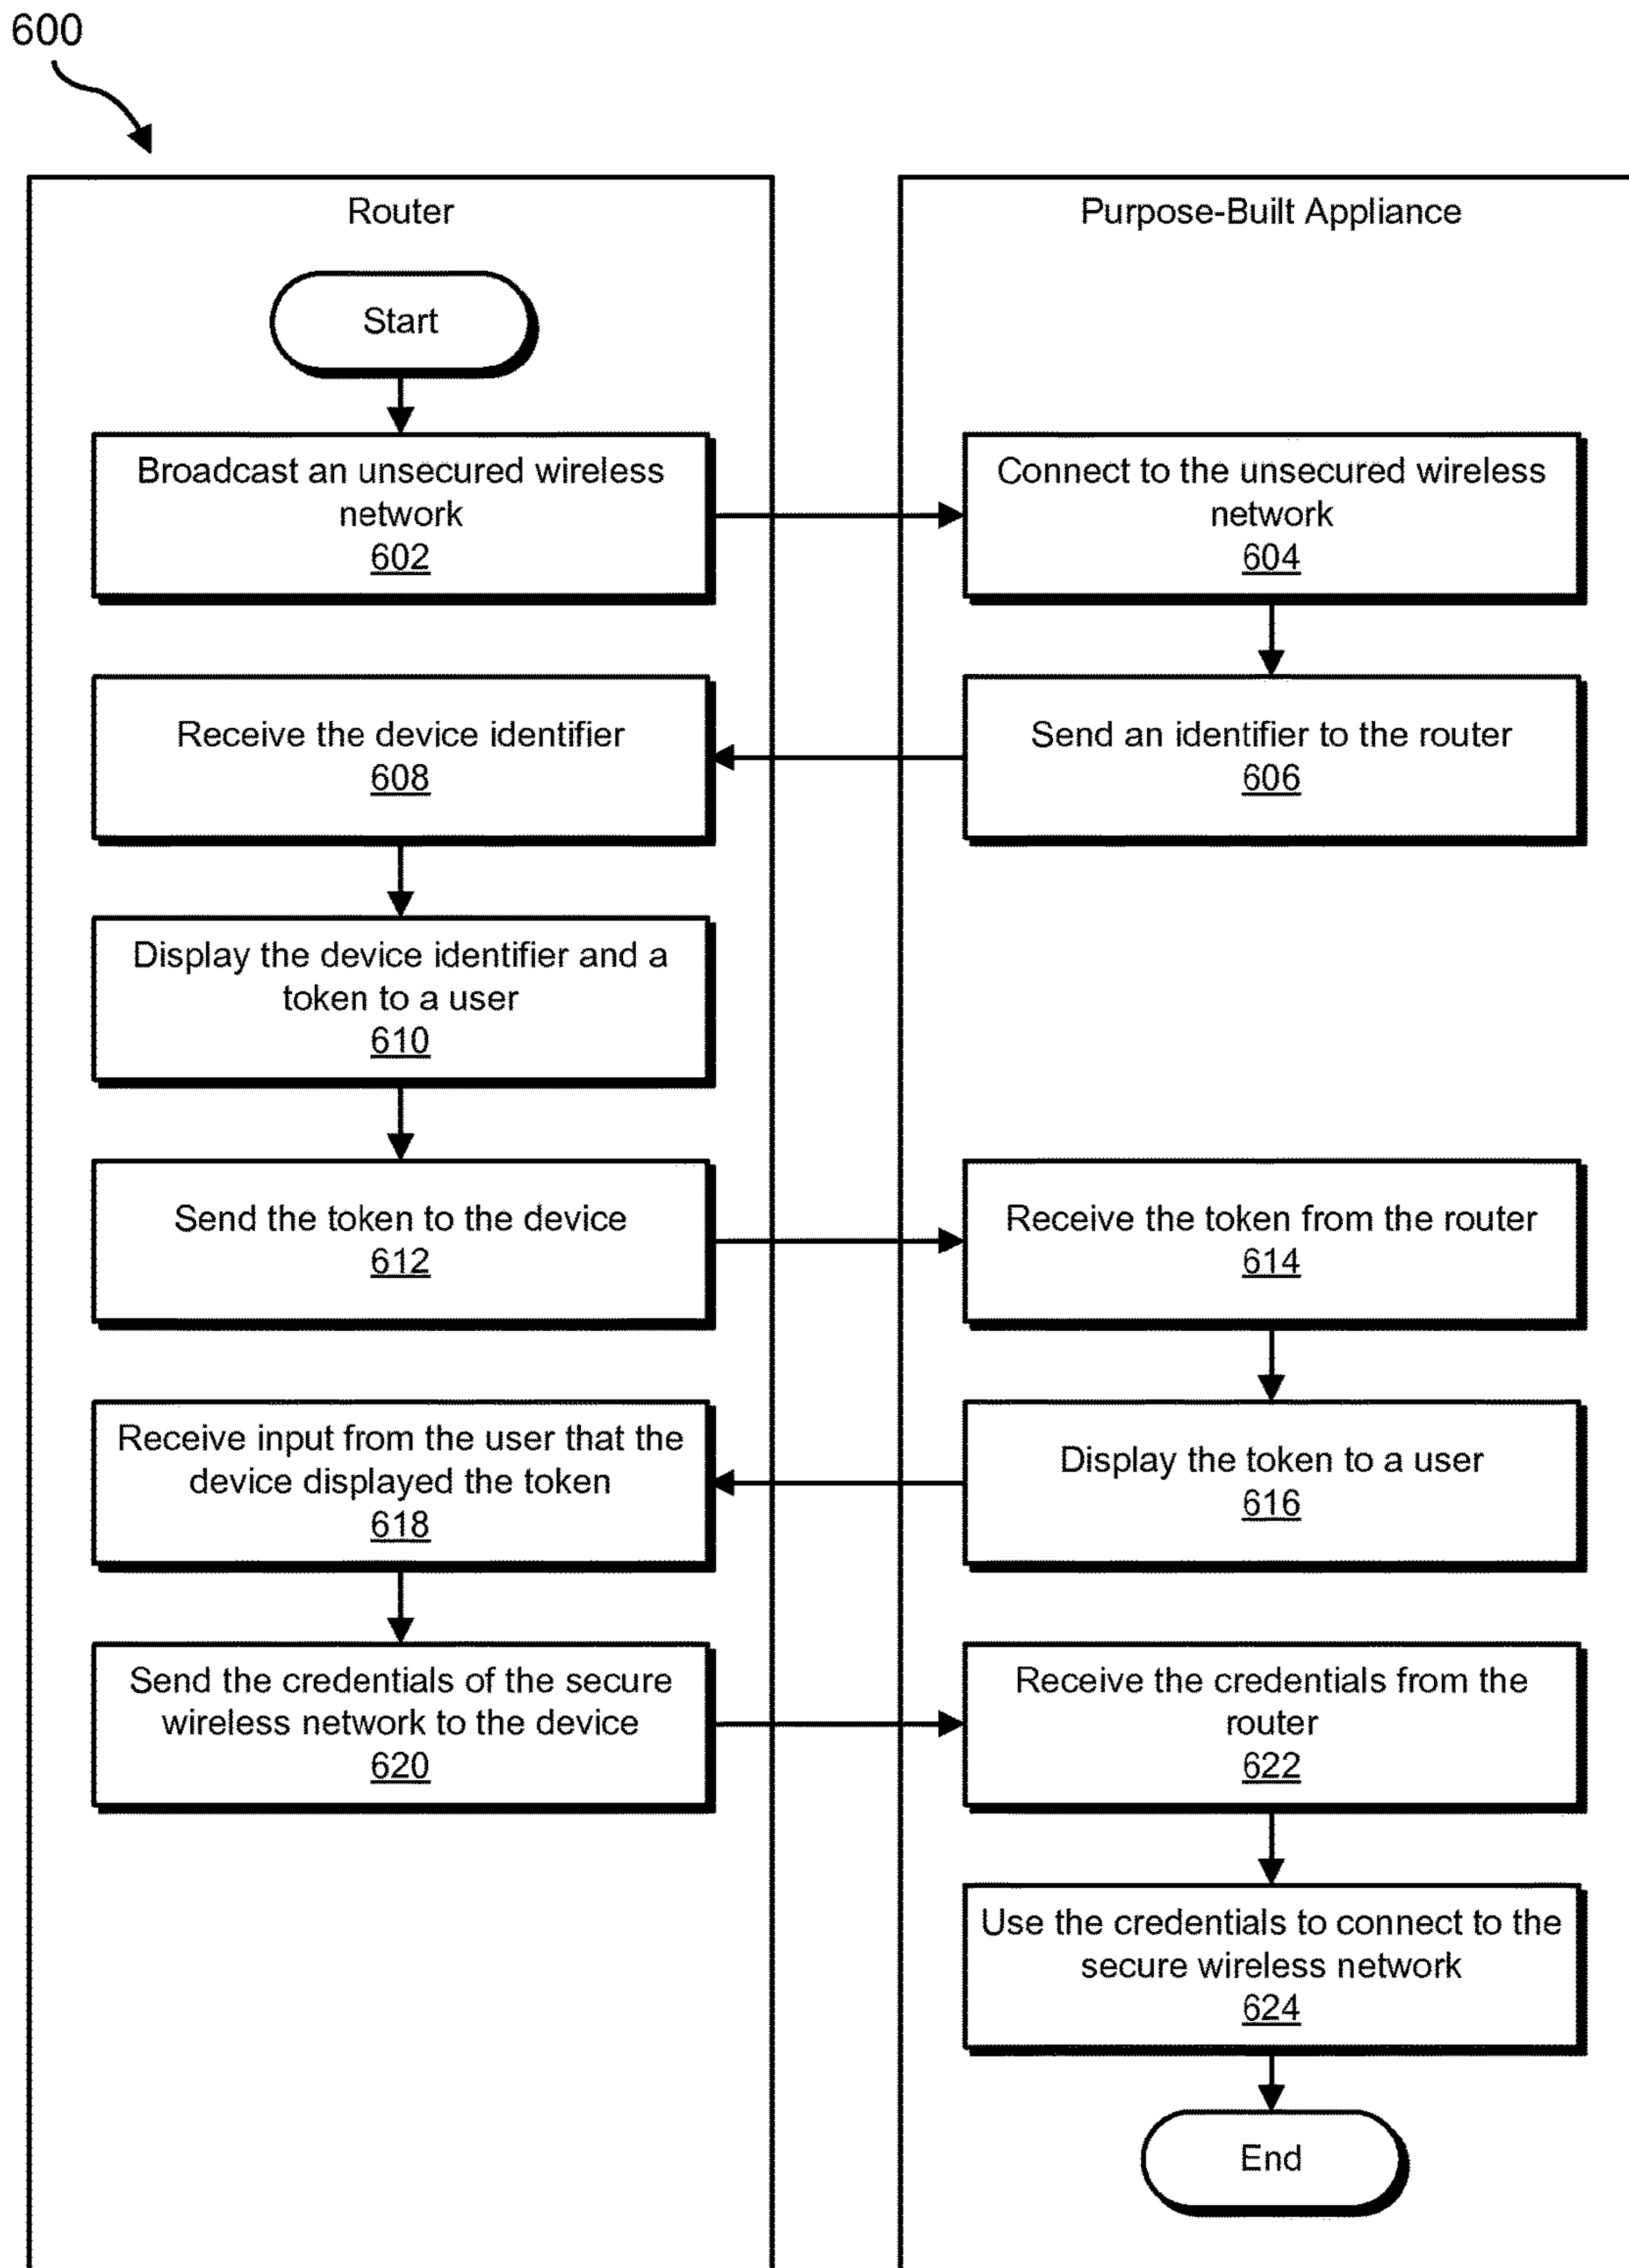 600
Router
Purpose-Built Appliance
Start
Broadcast an unsecured wireless
network
602
Connect to the unsecured wireless
network
604
Receive the device identifier
608
Send an identifier to the router
606
Display the device identifier and a
token to a user
610
Send the token to the device
612
Receive the token from the router
614
Receive input from the user that the
device displayed the token
618
Display the token to a user
616
Send the credentials of the secure
wireless network to the device
620
Receive the credentials from the
router
622
Use the credentials to connect to the
secure wireless network
624
End